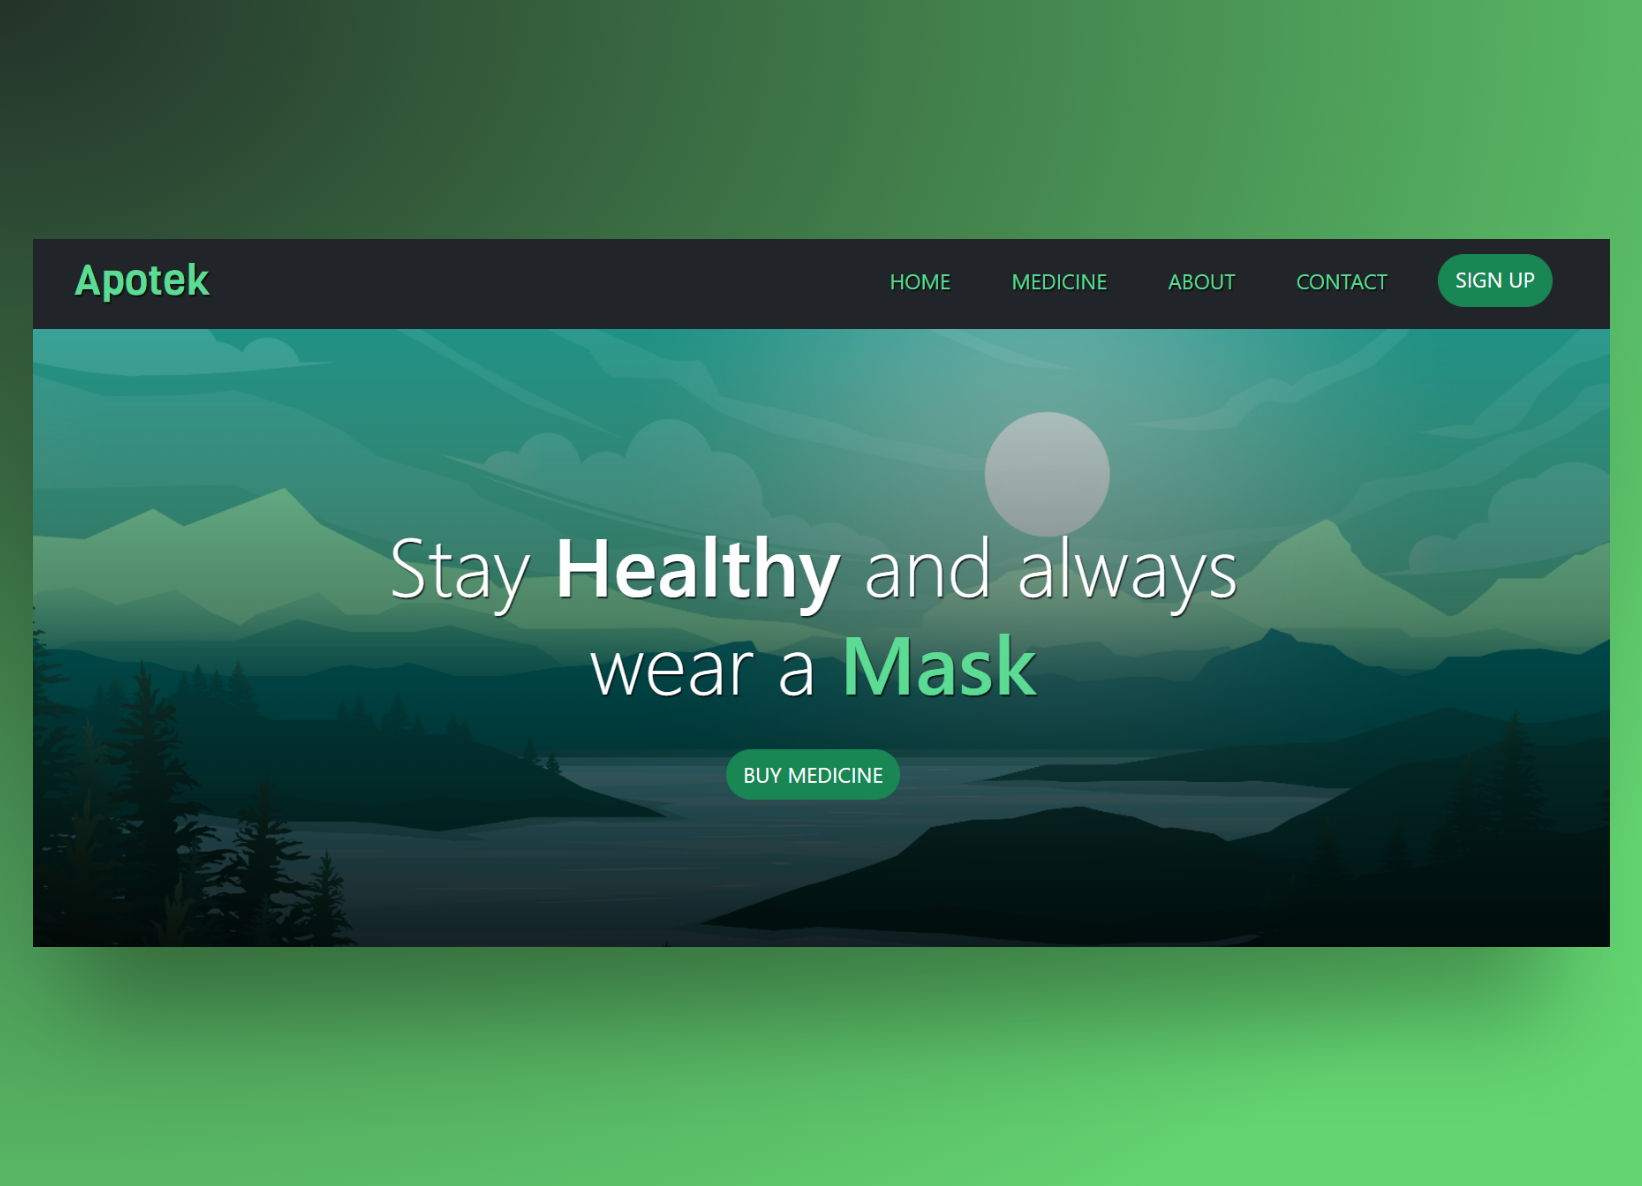 Apotek
HOME MEDICINE ABOUT CONTACT SIGN UP
Stay Healthy and always
wear a Mask
BUY MEDICINE